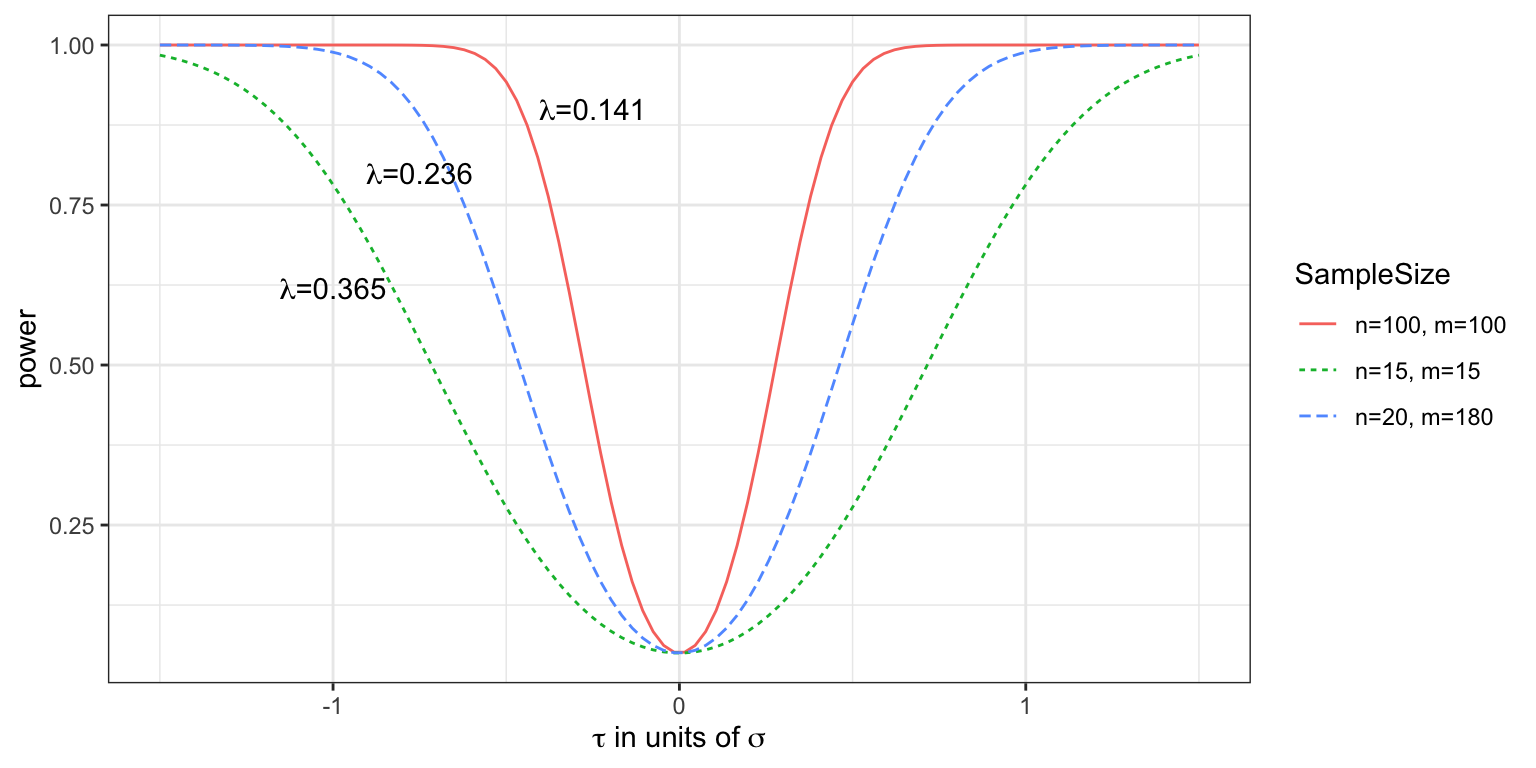 1.00
0.75
0.50
0.25
power
λ=0.141
λ=0.236
λ=0.365
-1
0
1
τ in units of σ
SampleSize
n=100, m=100
n=15, m=15
n=20, m=180